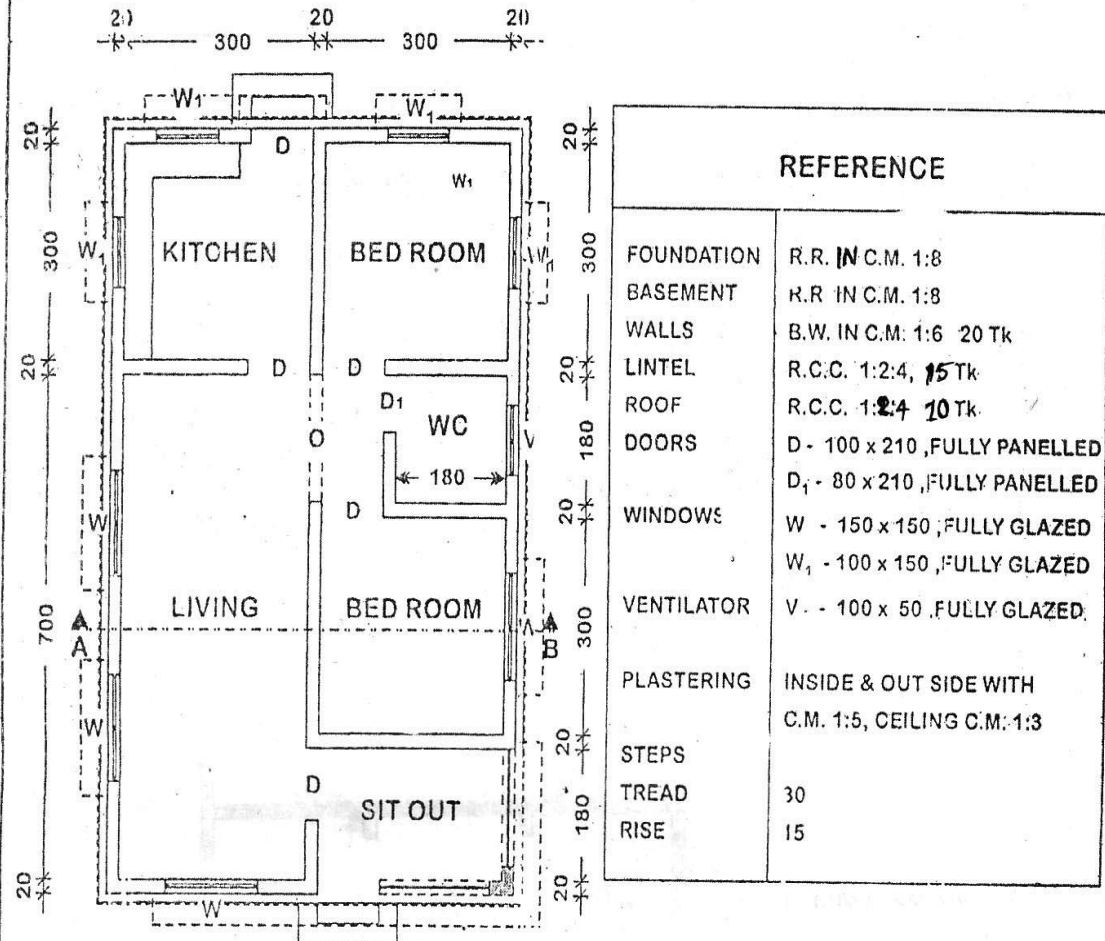 20 20 20
300 300
W1 W1
20 20
D
W1
KITCHEN BED ROOM
300 W1 300
20 D D 20
D1
WC
O V 180
180
D 20
W
LIVING BED ROOM
700 300
A B
W
20
D
SIT OUT
180
20 20
W
REFERENCE
FOUNDATION R.R. IN C.M. 1:8
BASEMENT R.R IN C.M. 1:8
WALLS B.W. IN C.M: 1:6 20 Tk
LINTEL R.C.C. 1:2:4, 15 Tk
ROOF R.C.C. 1:2:4 10 Tk.
DOORS D - 100 x 210 ,FULLY PANELLED
D1 - 80 x 210 ,FULLY PANELLED
WINDOWS W - 150 x 150 ,FULLY GLAZED
W1 - 100 x 150 ,FULLY GLAZED
VENTILATOR V - 100 x 50 .FULLY GLAZED
PLASTERING INSIDE & OUT SIDE WITH
C.M. 1:5, CEILING C.M: 1:3
STEPS
TREAD 30
RISE 15